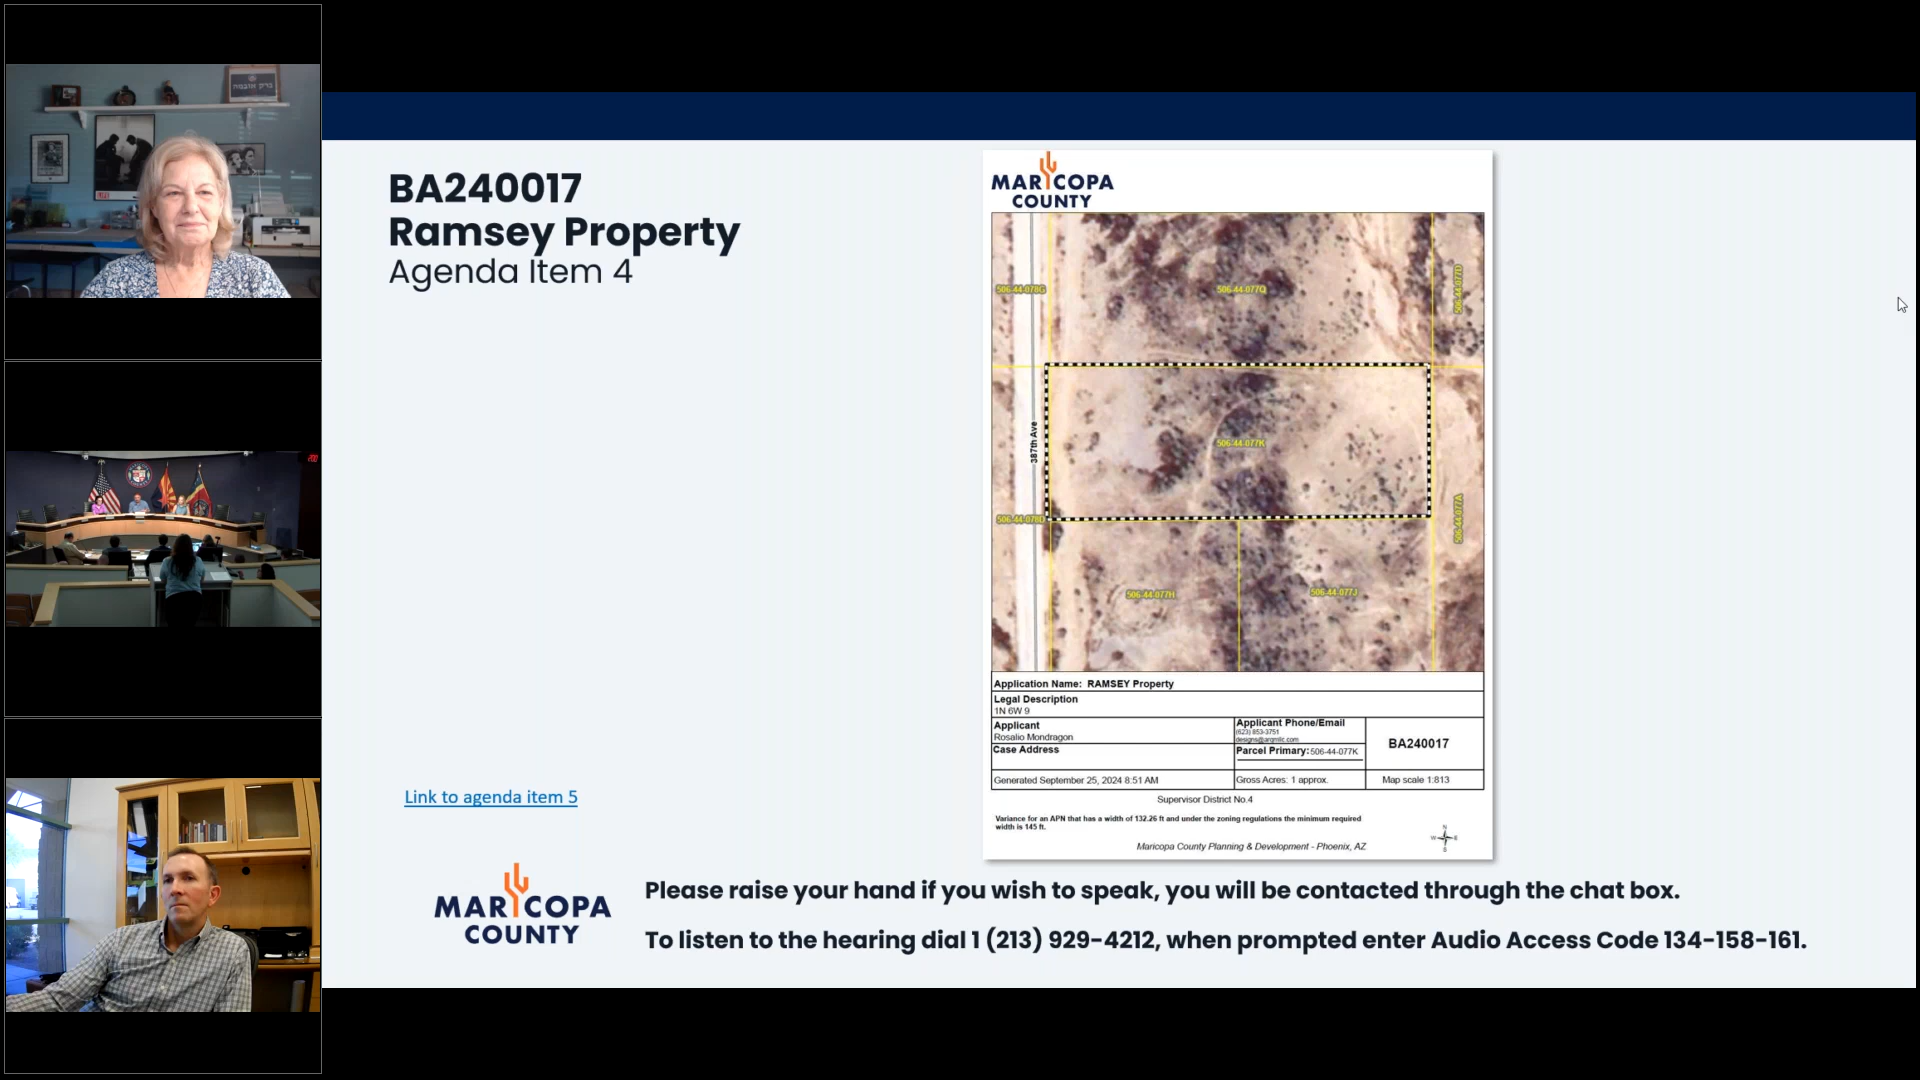 BA240017
Ramsey Property
Agenda Item 4
Link to agenda item 5
MARICOPA
COUNTY
506-44-078G
506-44-077Q
506-44-077K
387th Ave
506-44-077A
506-44-077H
506-44-077J
Application Name: RAMSEY Property
Legal Description
1N 6W 9
Applicant
Rosalio Mondragon
Applicant Phone/Email
(623) 853-3751
designs@arqmllc.com
Case Address
Parcel Primary: 506-44-077K
BA240017
Generated September 25, 2024 8:51 AM
Gross Acres: 1 approx.
Map scale 1:813
Supervisor District No.4
Variance for an APN that has a width of 132.26 ft and under the zoning regulations the minimum required
width is 145 ft.
N
W E
S
Maricopa County Planning & Development - Phoenix, AZ
MARICOPA
COUNTY
Please raise your hand if you wish to speak, you will be contacted through the chat box.
To listen to the hearing dial 1 (213) 929-4212, when prompted enter Audio Access Code 134-158-161.
LIFE